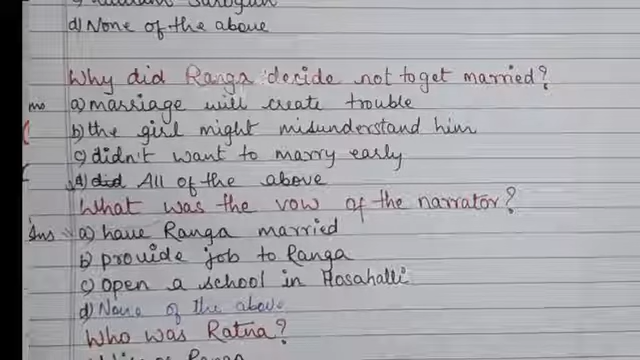 d) None of the above
Why did Ranga decide not to get married?
a) marriage will create trouble
b) the girl might misunderstand him
c) didn't want to marry early
d) did All of the above
What was the vow of the narrator?
Ans a) have Ranga married
b) provide job to Ranga
c) open a school in Hosahalli
d) None of the above
Who was Ratna?